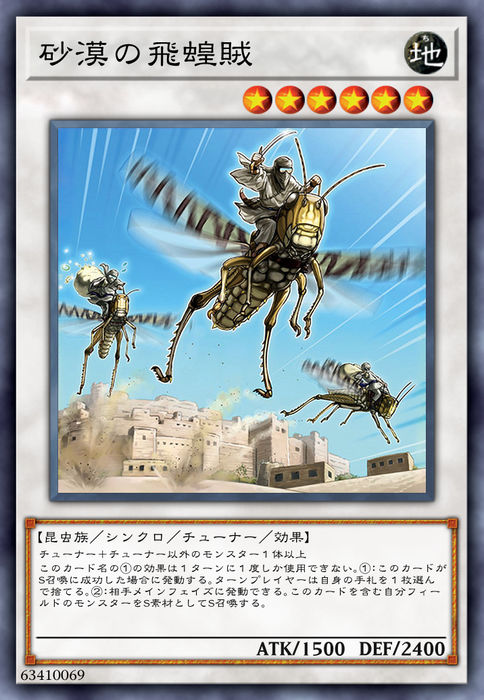 砂漠の飛蝗賊
ち
地
【昆虫族／シンクロ／チューナー／効果】
チューナー＋チューナー以外のモンスター１体以上
このカード名の①の効果は１ターンに１度しか使用できない。①：このカードが
S召喚に成功した場合に発動する。ターンプレイヤーは自身の手札を１枚選ん
で捨てる。②：相手メインフェイズに発動できる。このカードを含む自分フィー
ルドのモンスターをS素材としてS召喚する。
ATK/1500 DEF/2400
63410069